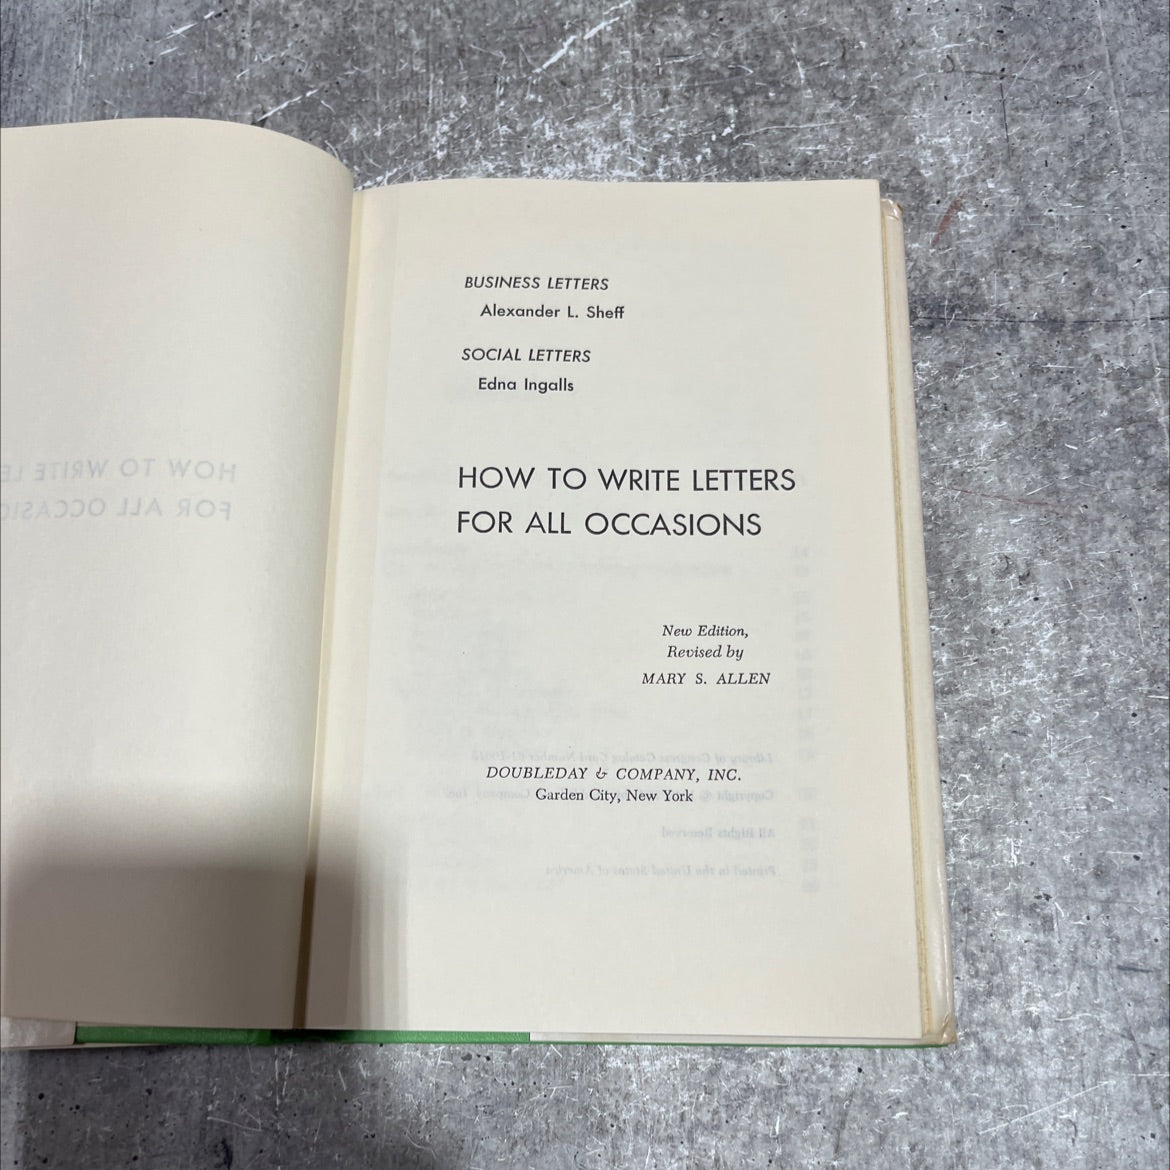 BUSINESS LETTERS
Alexander L. Sheff
SOCIAL LETTERS
Edna Ingalls
HOW TO WRITE LETTERS
FOR ALL OCCASIONS
New Edition,
Revised by
MARY S. ALLEN
DOUBLEDAY & COMPANY, INC.
Garden City, New York